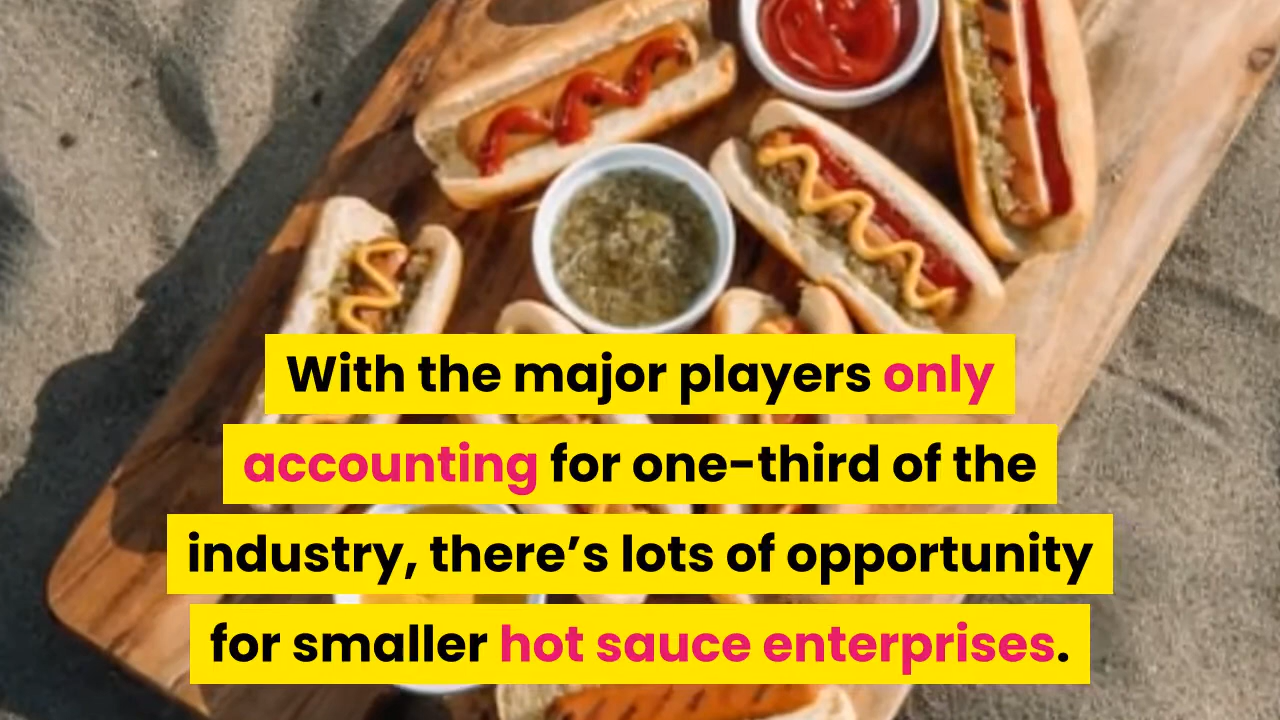 With the major players only
accounting for one-third of the
industry, there’s lots of opportunity
for smaller hot sauce enterprises.